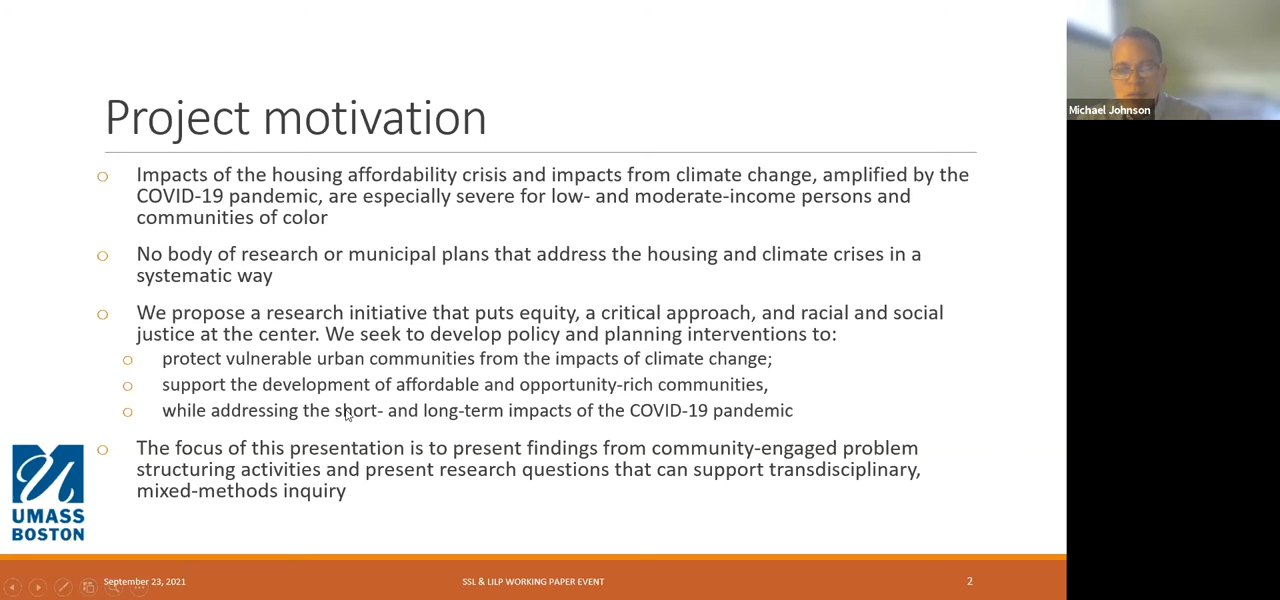 Project motivation
Impacts of the housing affordability crisis and impacts from climate change, amplified by the
COVID-19 pandemic, are especially severe for low- and moderate-income persons and
communities of color
No body of research or municipal plans that address the housing and climate crises in a
systematic way
We propose a research initiative that puts equity, a critical approach, and racial and social
justice at the center. We seek to develop policy and planning interventions to:
protect vulnerable urban communities from the impacts of climate change;
support the development of affordable and opportunity-rich communities,
while addressing the short- and long-term impacts of the COVID-19 pandemic
The focus of this presentation is to present findings from community-engaged problem
structuring activities and present research questions that can support transdisciplinary,
mixed-methods inquiry
UMASS
BOSTON
September 23, 2021
SSL & LILP WORKING PAPER EVENT
2
Michael Johnson